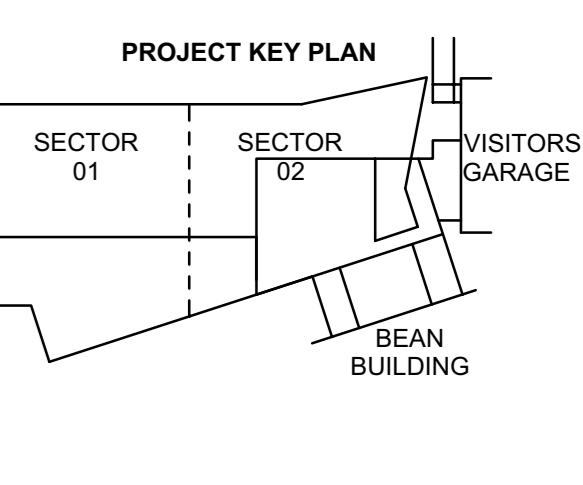 PROJECT KEY PLAN
SECTOR
01
SECTOR
02
VISITORS
GARAGE
BEAN
BUILDING